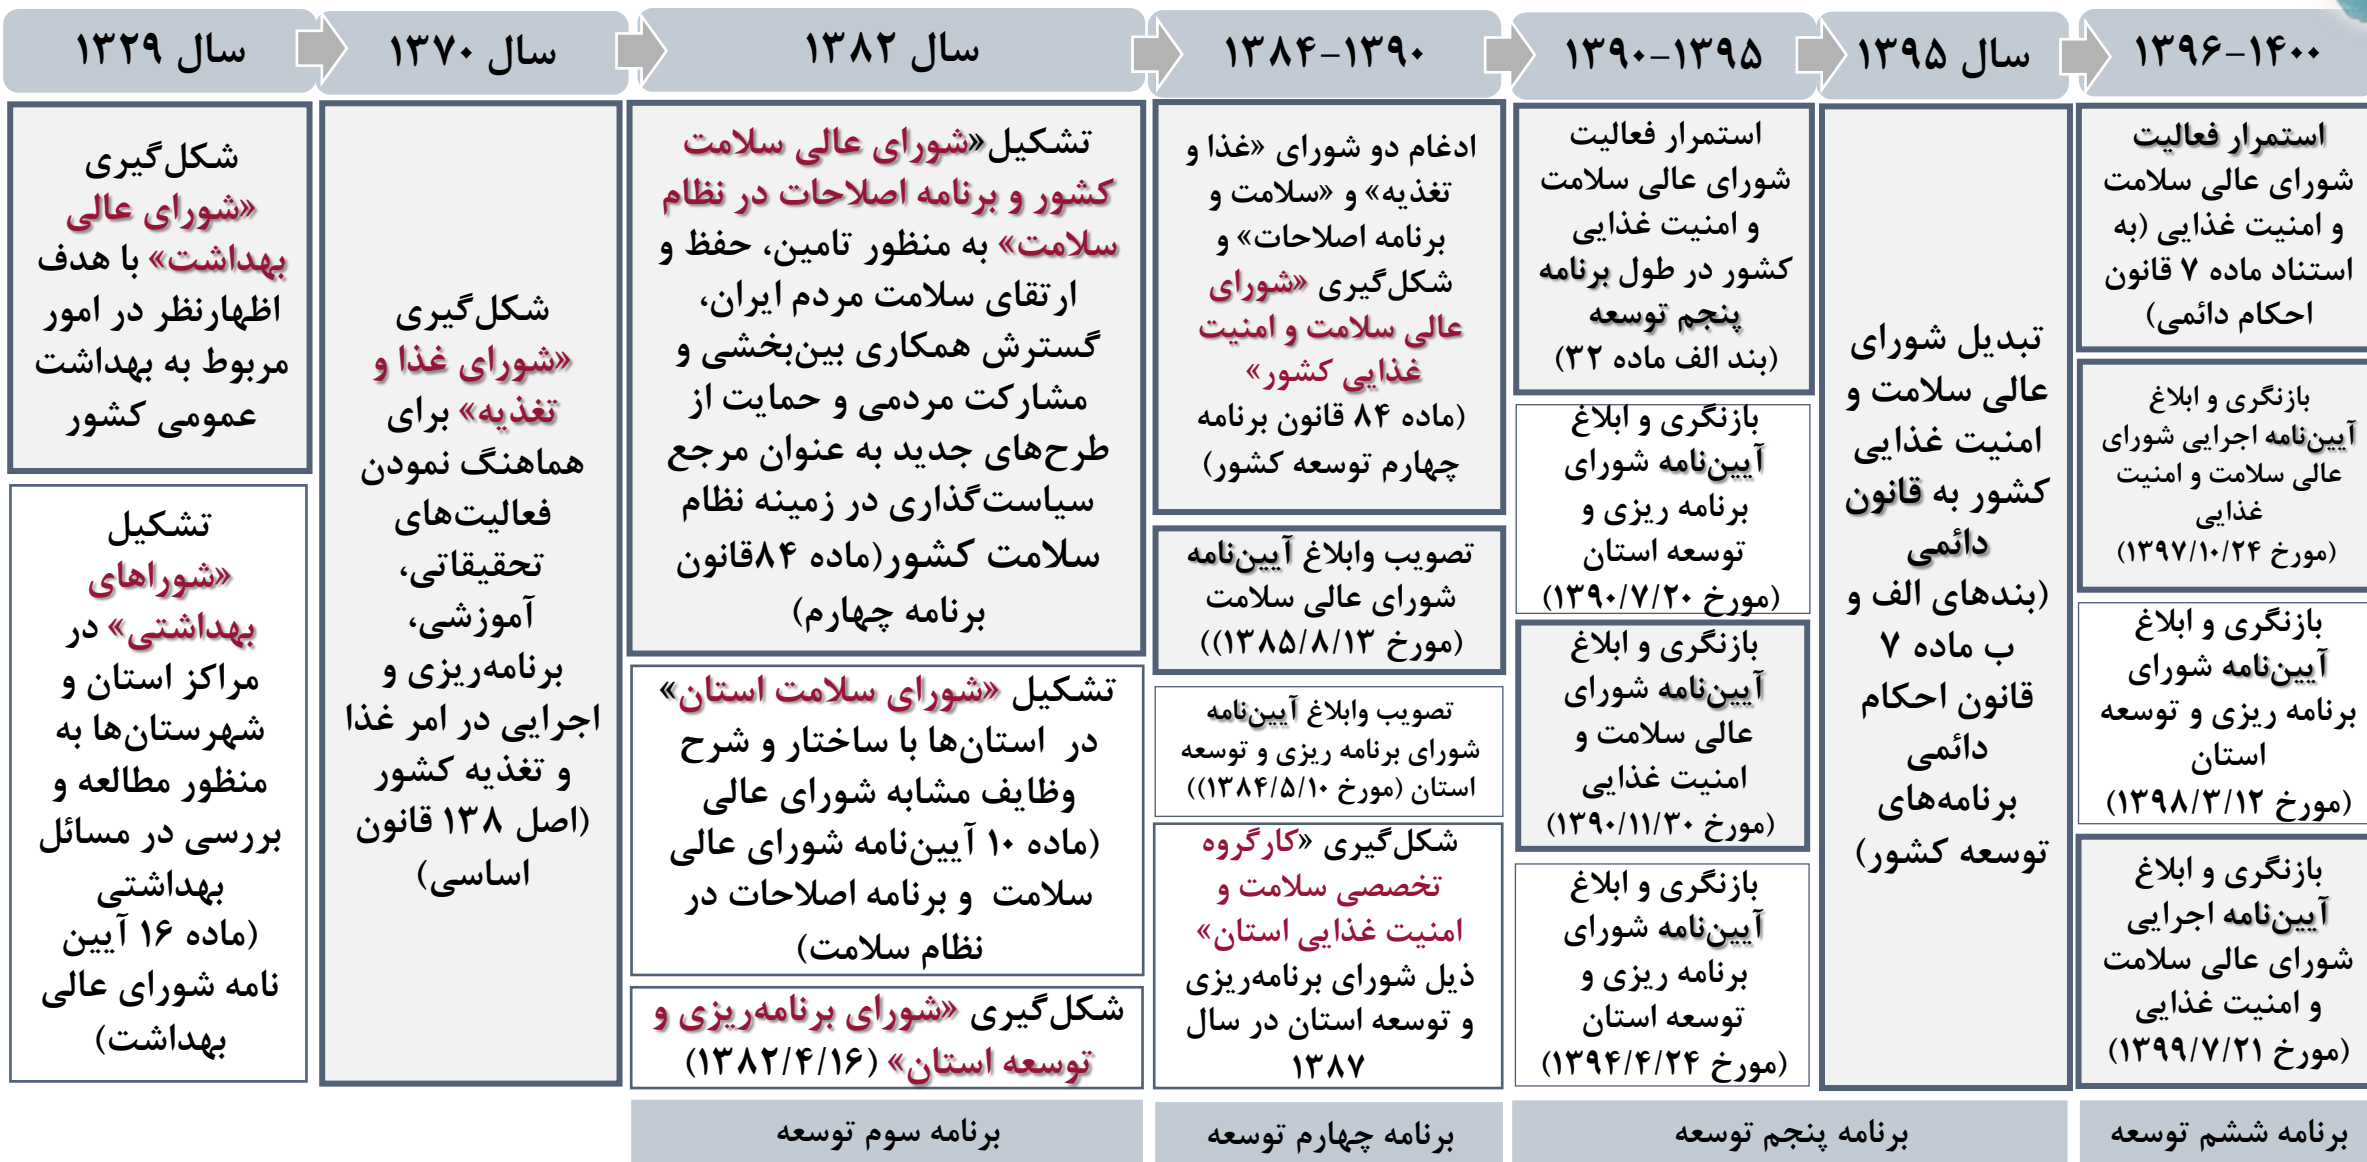 سال ۱۳۲۹
شکل‌گیری
«شورای عالی
بهداشت» با هدف
اظهارنظر در امور
مربوط به بهداشت
عمومی کشور
تشکیل
«شوراهای
بهداشتی» در
مراکز استان و
شهرستان‌ها به
منظور مطالعه و
بررسی در مسائل
بهداشتی
(ماده ۱۶ آیین
نامه شورای عالی
بهداشت)
سال ۱۳۷۰
شکل‌گیری
«شورای غذا و
تغذیه» برای
هماهنگ نمودن
فعالیت‌های
تحقیقاتی،
آموزشی،
برنامه‌ریزی و
اجرایی در امر غذا
و تغذیه کشور
(اصل ۱۳۸ قانون
اساسی)
سال ۱۳۸۲
تشکیل«شورای عالی سلامت
کشور و برنامه اصلاحات در نظام
سلامت» به منظور تامین، حفظ و
ارتقای سلامت مردم ایران،
گسترش همکاری بین‌بخشی و
مشارکت مردمی و حمایت از
طرح‌های جدید به عنوان مرجع
سیاست‌گذاری در زمینه نظام
سلامت کشور(ماده ۸۴قانون
برنامه چهارم)
تشکیل «شورای سلامت استان»
در استان‌ها با ساختار و شرح
وظایف مشابه شورای عالی
(ماده ۱۰ آیین‌نامه شورای عالی
سلامت و برنامه اصلاحات در
نظام سلامت)
شکل‌گیری «شورای برنامه‌ریزی و
توسعه استان» (۱۳۸۲/۴/۱۶)
برنامه سوم توسعه
۱۳۸۴-۱۳۹۰
ادغام دو شورای «غذا و
تغذیه» و «سلامت و
برنامه اصلاحات» و
شکل‌گیری «شورای
عالی سلامت و امنیت
غذایی کشور»
(ماده ۸۴ قانون برنامه
چهارم توسعه کشور)
تصویب وابلاغ آیین‌نامه
شورای عالی سلامت
(مورخ ۱۳۸۵/۸/۱۳))
تصویب وابلاغ آیین‌نامه
شورای برنامه ریزی و توسعه
استان (مورخ ۱۳۸۴/۵/۱۰))
شکل‌گیری «کارگروه
تخصصی سلامت و
امنیت غذایی استان»
ذیل شورای برنامه‌ریزی
و توسعه استان در سال
۱۳۸۷
برنامه چهارم توسعه
۱۳۹۰-۱۳۹۵
استمرار فعالیت
شورای عالی سلامت
و امنیت غذایی
کشور در طول برنامه
پنجم توسعه
(بند الف ماده ۳۲)
بازنگری و ابلاغ
آیین‌نامه شورای
برنامه ریزی و
توسعه استان
(مورخ ۱۳۹۰/۷/۲۰)
بازنگری و ابلاغ
آیین‌نامه شورای
عالی سلامت و
امنیت غذایی
(مورخ ۱۳۹۰/۱۱/۳۰)
بازنگری و ابلاغ
آیین‌نامه شورای
برنامه ریزی و
توسعه استان
(مورخ ۱۳۹۴/۴/۲۴)
سال ۱۳۹۵
تبدیل شورای
عالی سلامت و
امنیت غذایی
کشور به قانون
دائمی
(بندهای الف و
ب ماده ۷
قانون احکام
دائمی
برنامه‌های
توسعه کشور)
برنامه پنجم توسعه
۱۳۹۶-۱۴۰۰
استمرار فعالیت
شورای عالی سلامت
و امنیت غذایی (به
استناد ماده ۷ قانون
احکام دائمی)
بازنگری و ابلاغ
آیین‌نامه اجرایی شورای
عالی سلامت و امنیت
غذایی
(مورخ ۱۳۹۷/۱۰/۲۴)
بازنگری و ابلاغ
آیین‌نامه شورای
برنامه ریزی و توسعه
استان
(مورخ ۱۳۹۸/۳/۱۲)
بازنگری و ابلاغ
آیین‌نامه اجرایی
شورای عالی سلامت
و امنیت غذایی
(مورخ ۱۳۹۹/۷/۲۱)
برنامه ششم توسعه